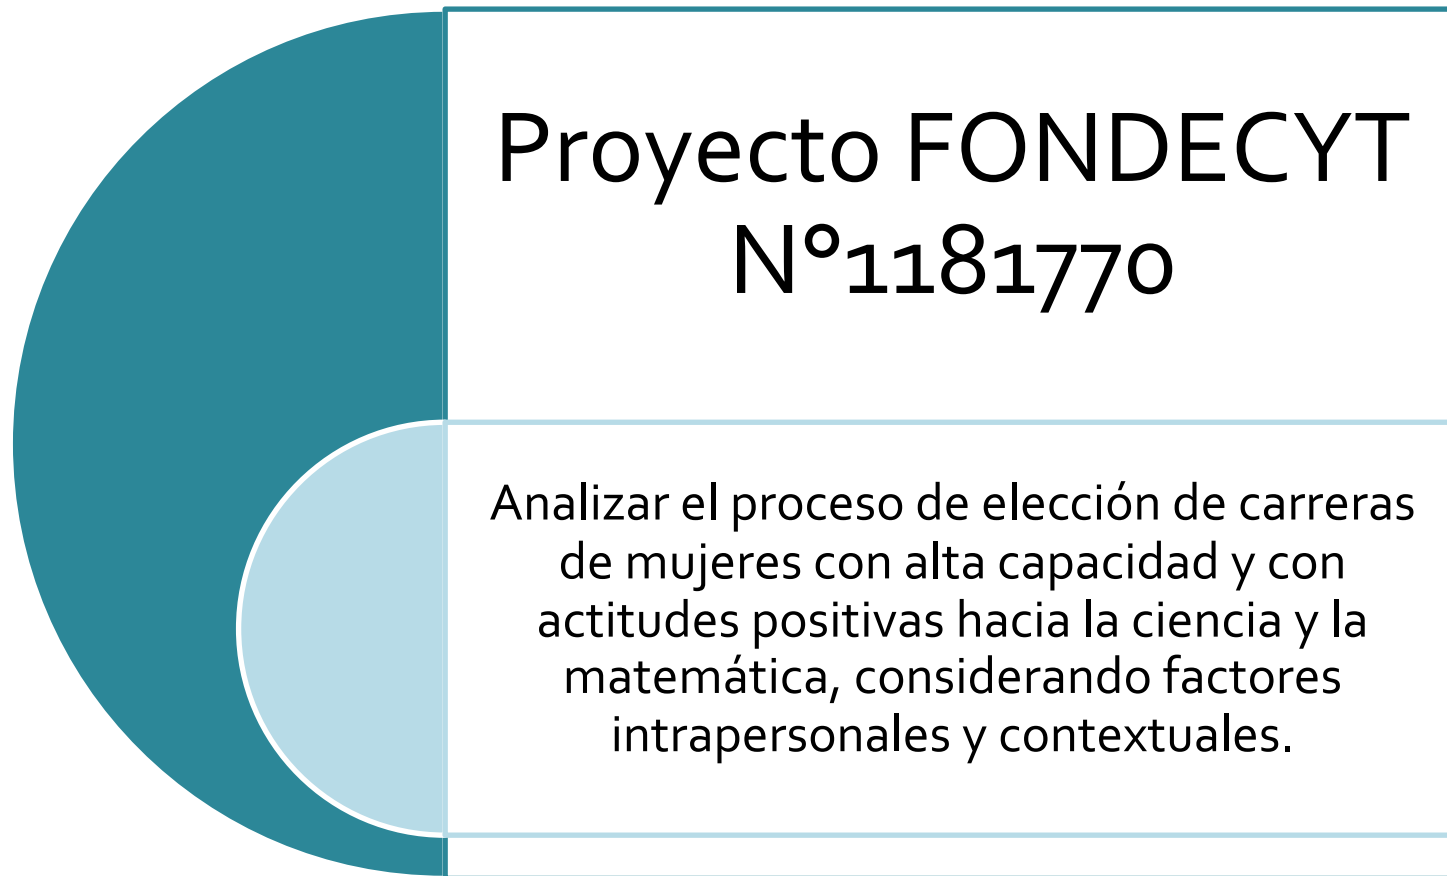 Proyecto FONDECYT
N°1181770
Analizar el proceso de elección de carreras
de mujeres con alta capacidad y con
actitudes positivas hacia la ciencia y la
matemática, considerando factores
intrapersonales y contextuales.